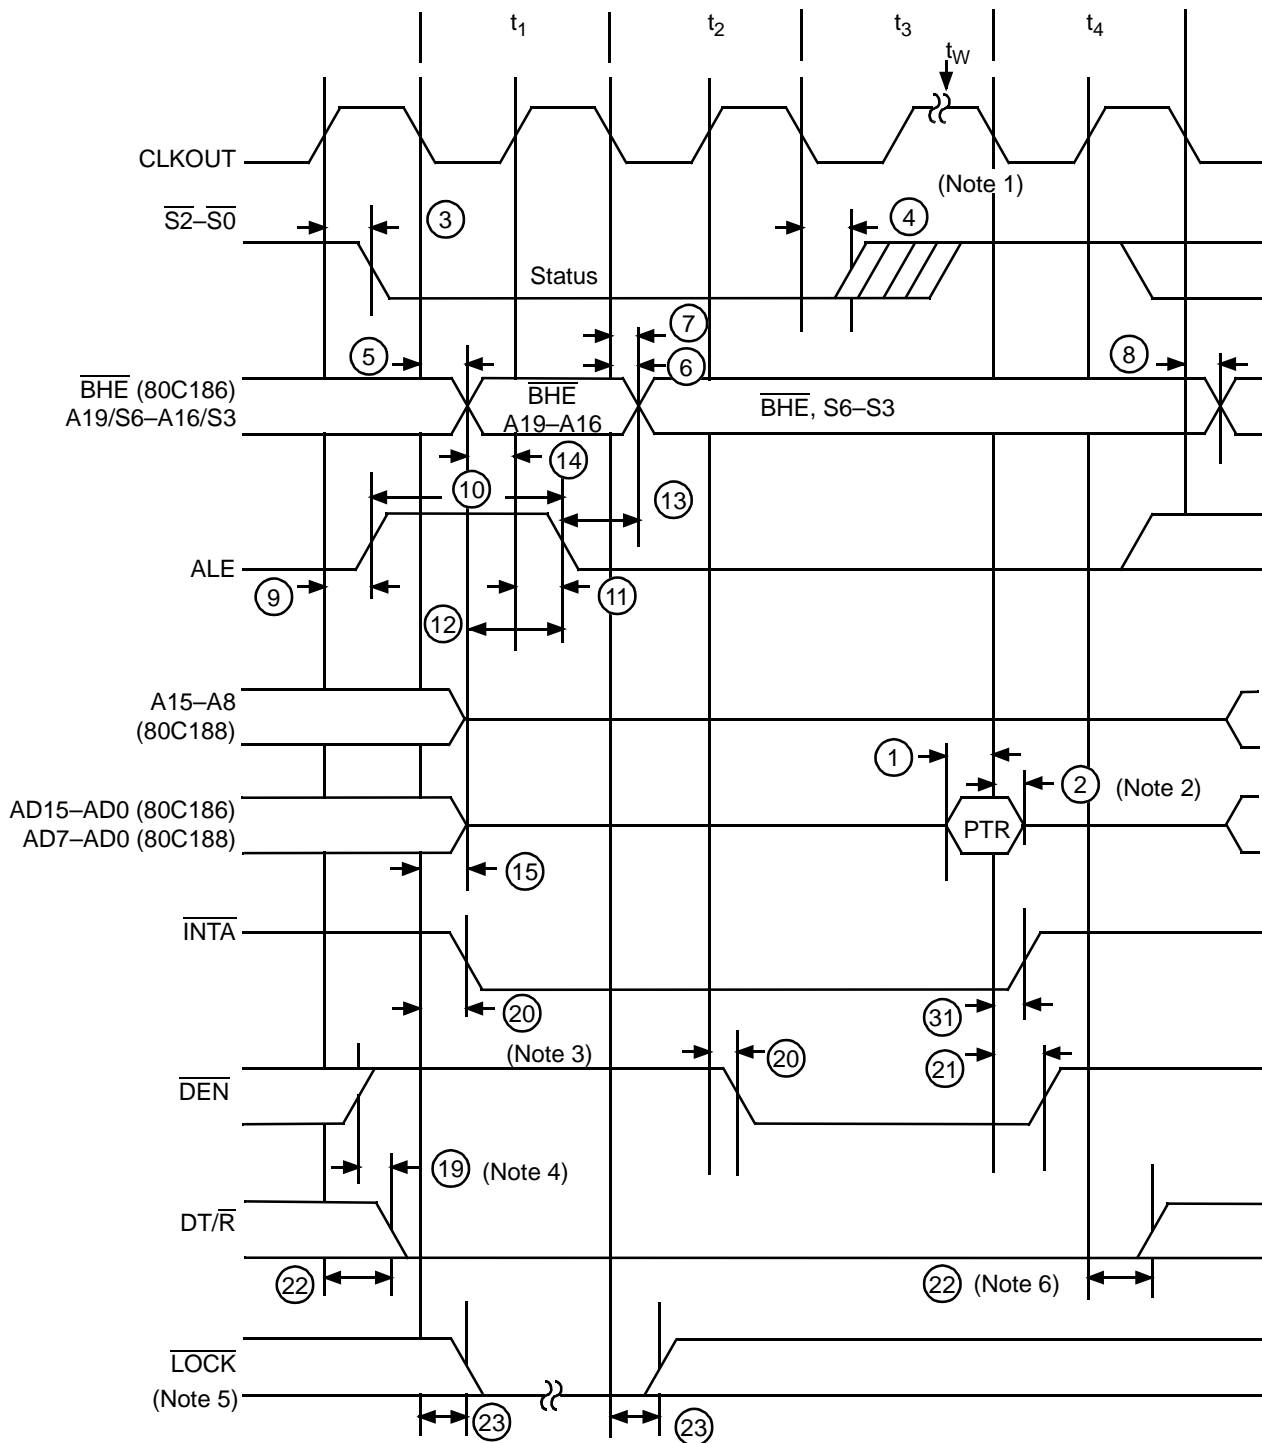 t1 t2 t3 t4
tW
CLKOUT
(Note 1)
S2–S0
3
4
Status
7
5
6
8
BHE (80C186)
A19/S6–A16/S3
BHE
A19–A16
BHE, S6–S3
14
10
13
ALE
9
11
12
A15–A8
(80C188)
1
2 (Note 2)
AD15–AD0 (80C186)
AD7–AD0 (80C188)
PTR
15
INTA
20
(Note 3)
31
20
21
DEN
19 (Note 4)
DT/R
22
22 (Note 6)
LOCK
(Note 5)
23
23